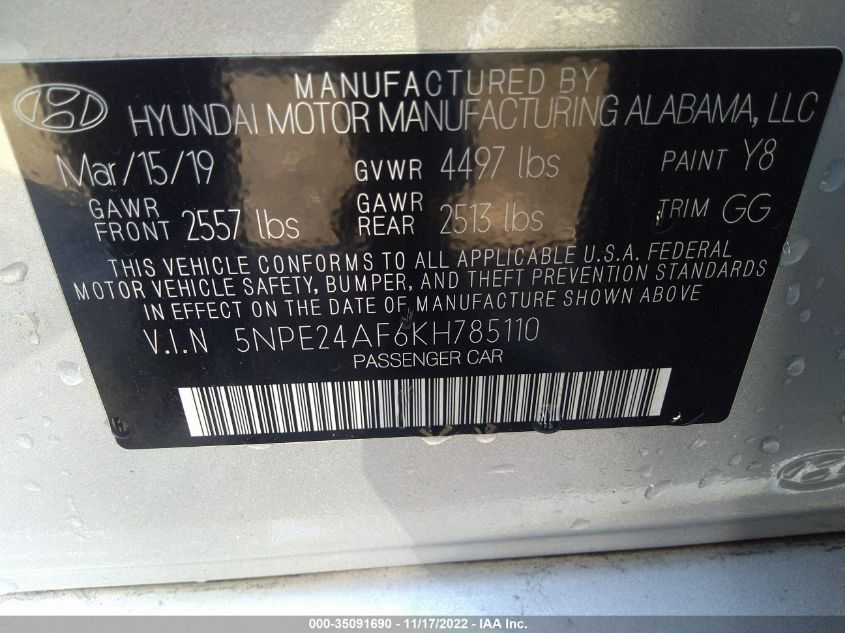 MANUFACTURED BY
HYUNDAI MOTOR MANUFACTURING ALABAMA, LLC
Mar/15/19 GVWR 4497 lbs PAINT Y8
GAWR FRONT 2557 lbs GAWR REAR 2513 lbs TRIM GG
THIS VEHICLE CONFORMS TO ALL APPLICABLE U.S.A. FEDERAL
MOTOR VEHICLE SAFETY, BUMPER, AND THEFT PREVENTION STANDARDS
IN EFFECT ON THE DATE OF MANUFACTURE SHOWN ABOVE
V.I.N 5NPE24AF6KH785110
PASSENGER CAR
000-35091690 - 11/17/2022 - IAA Inc.